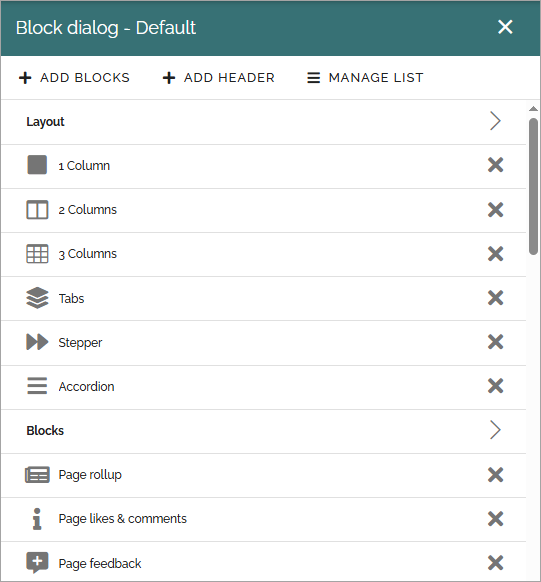 Block dialog - Default
ADD BLOCKS ADD HEADER MANAGE LIST
Layout
1 Column
2 Columns
3 Columns
Tabs
Stepper
Accordion
Blocks
Page rollup
Page likes & comments
Page feedback